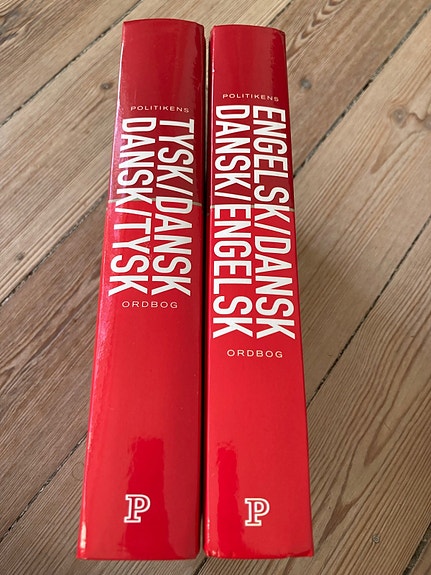 POLITIKENS
TYSK/DANSK
DANSK/TYSK
ORDBOG
P
POLITIKENS
ENGELSK/DANSK
DANSK/ENGELSK
ORDBOG
P